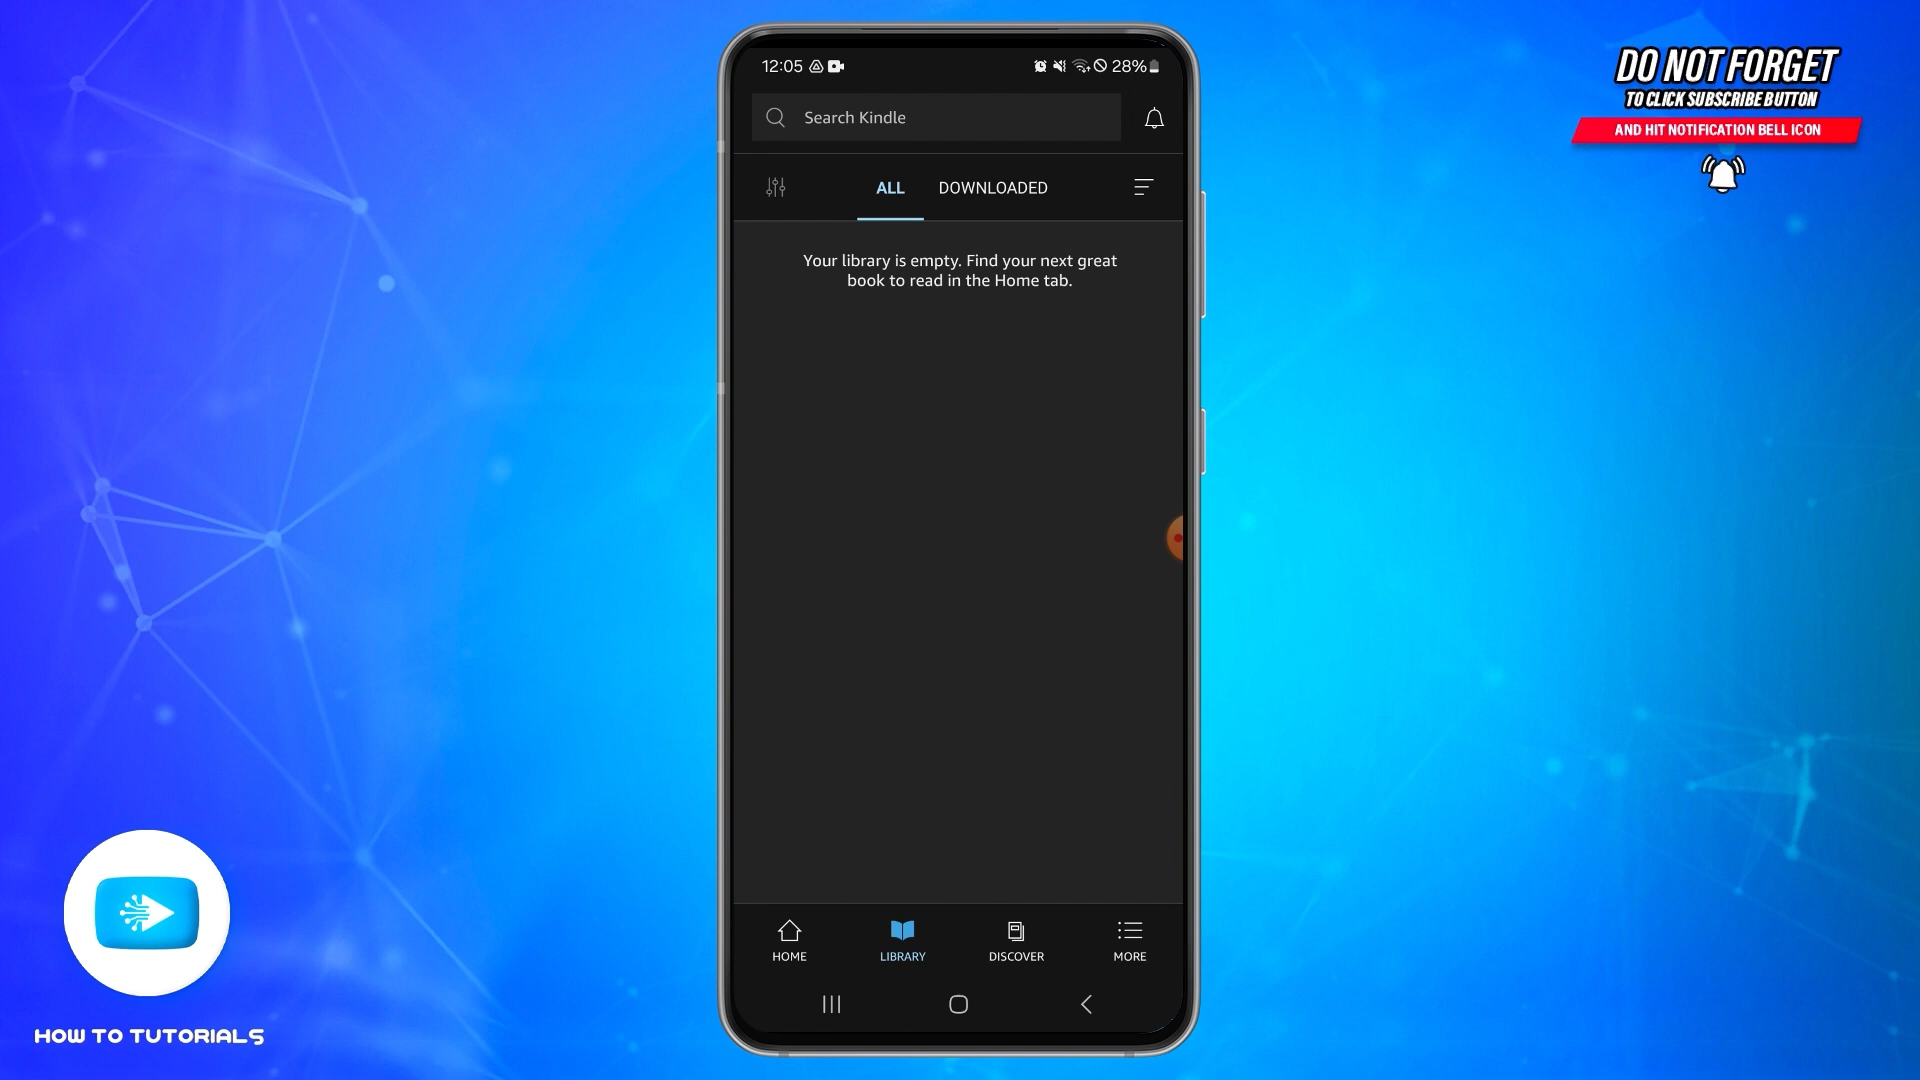 DO NOT FORGET
TO CLICK SUBSCRIBE BUTTON
AND HIT NOTIFICATION BELL ICON
12:05
28%
Search Kindle
ALL
DOWNLOADED
Your library is empty. Find your next great
book to read in the Home tab.
HOME
LIBRARY
DISCOVER
MORE
HOW TO TUTORIALS